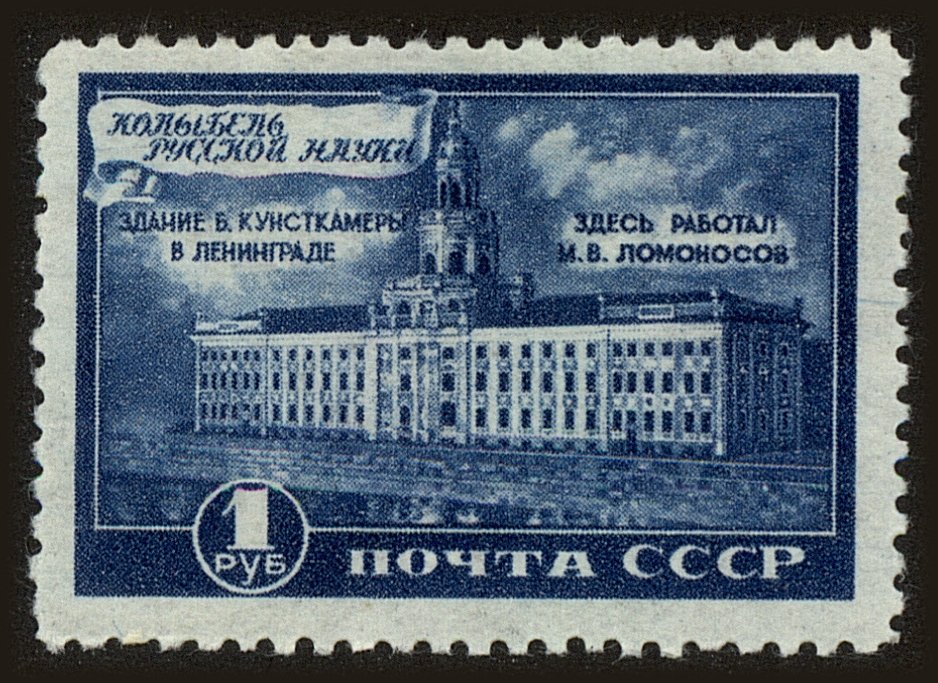 КОЛЫБЕЛЬ
РУССКОЙ НАУКИ
ЗДАНИЕ Б. КУНСТКАМЕРЫ
В ЛЕНИНГРАДЕ
ЗДЕСЬ РАБОТАЛ
М. В. ЛОМОНОСОВ
1
РУБ
ПОЧТА СССР